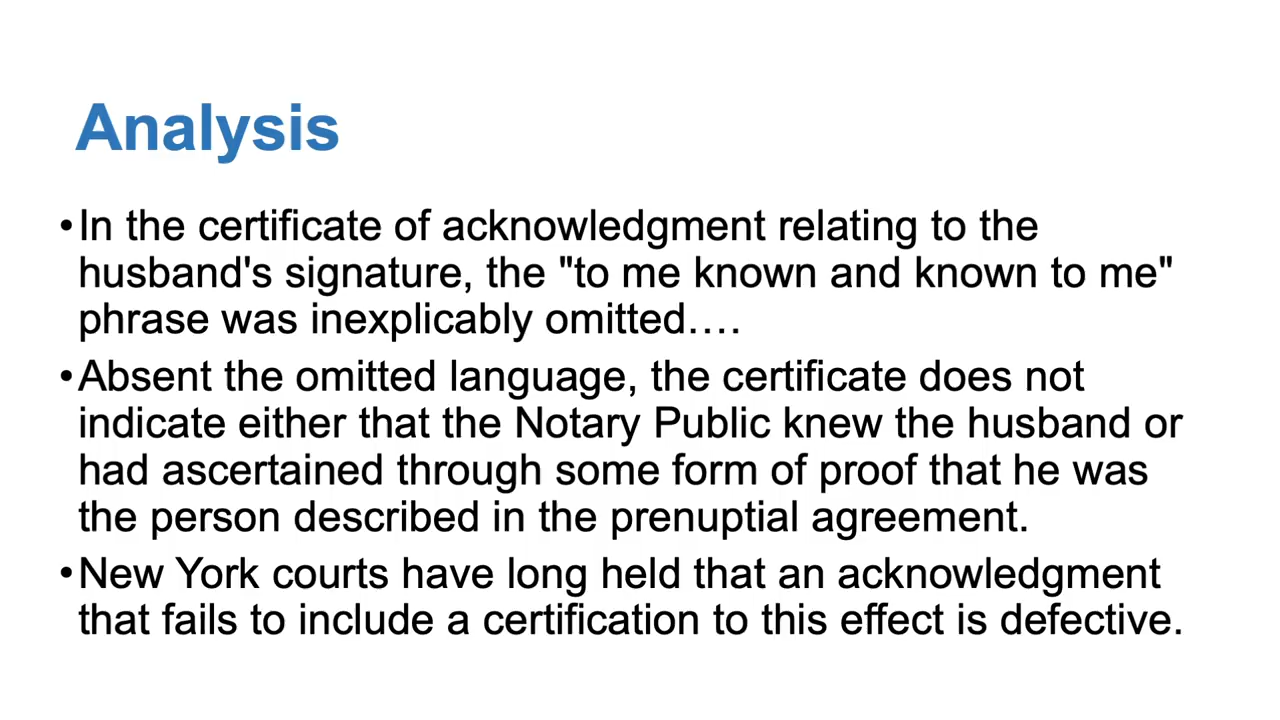 Analysis
•In the certificate of acknowledgment relating to the
husband's signature, the "to me known and known to me"
phrase was inexplicably omitted….
•Absent the omitted language, the certificate does not
indicate either that the Notary Public knew the husband or
had ascertained through some form of proof that he was
the person described in the prenuptial agreement.
•New York courts have long held that an acknowledgment
that fails to include a certification to this effect is defective.